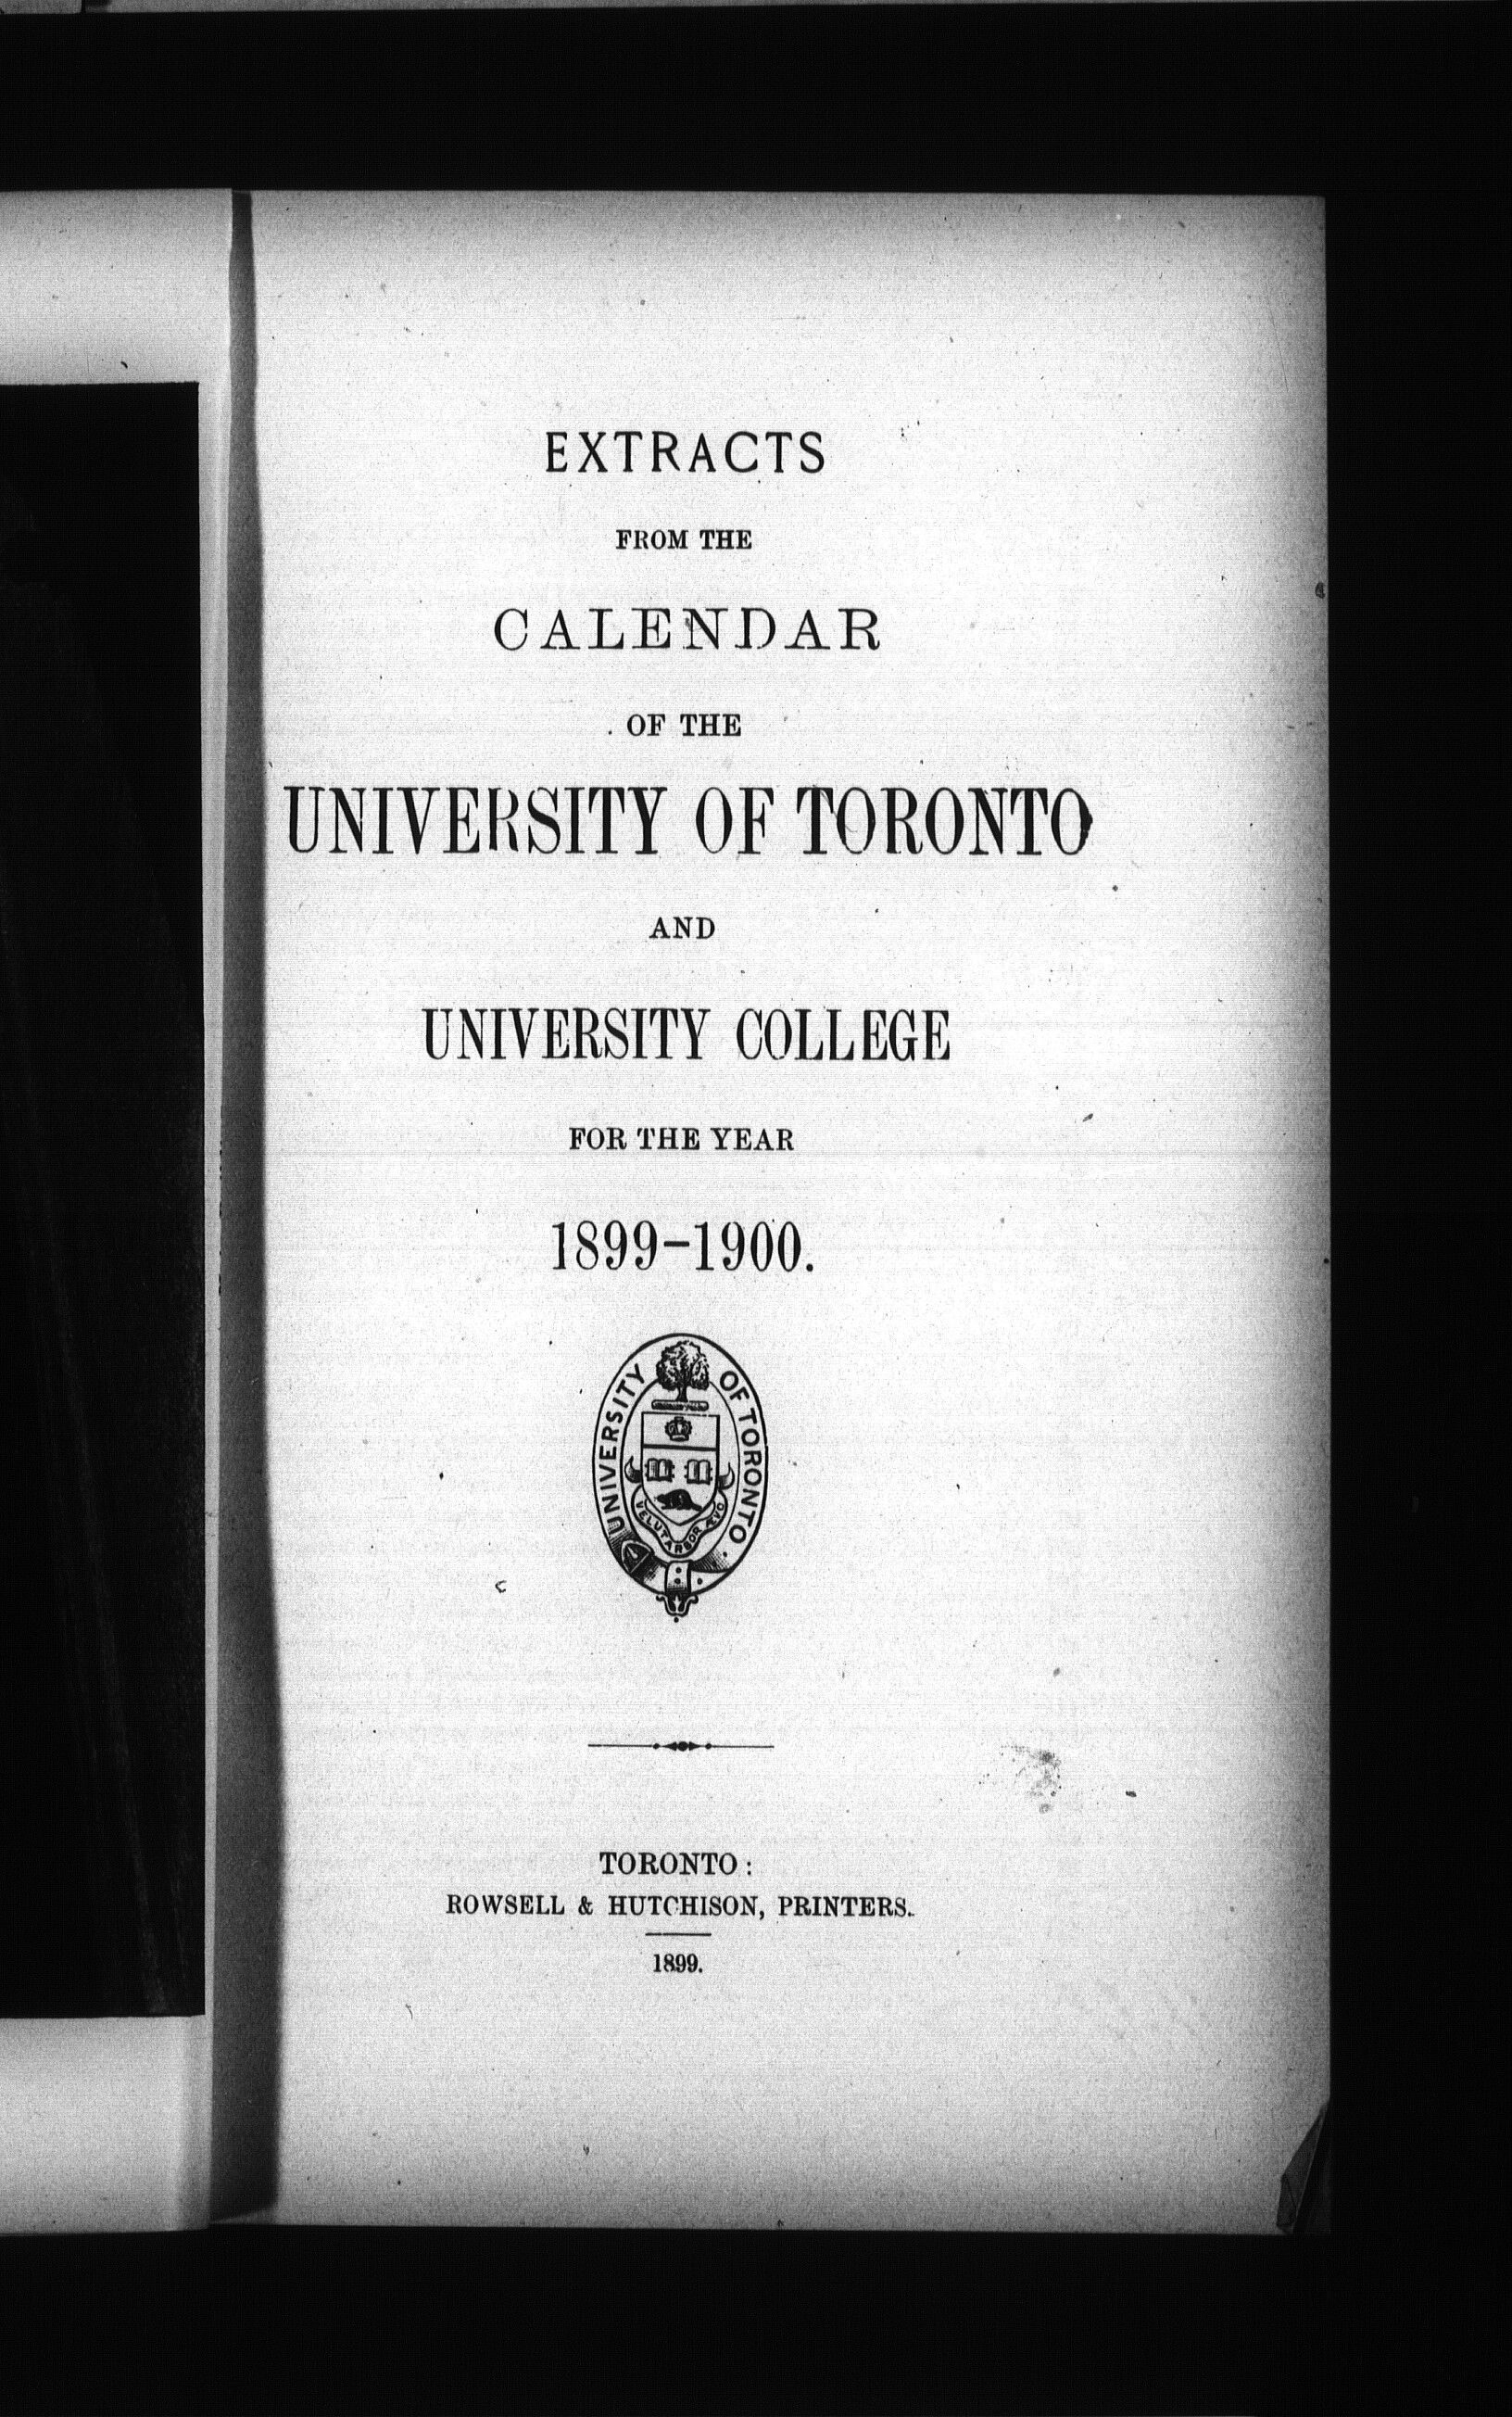 EXTRACTS
FROM THE
CALENDAR
OF THE
UNIVERSITY OF TORONTO
AND
UNIVERSITY COLLEGE
FOR THE YEAR
1899-1900.
UNIVERSITY OF TORONTO.
VELUT ARBOR ÆVO
TORONTO:
ROWSELL & HUTCHISON, PRINTERS.
1899.